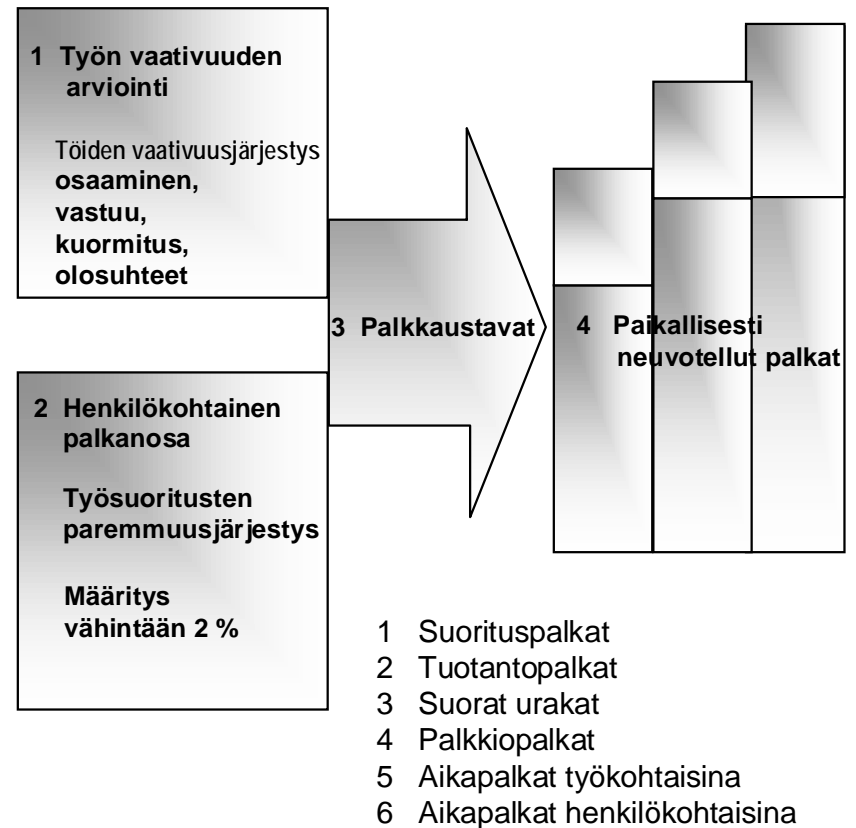 1 Työn vaativuuden
arviointi
Töiden vaativuusjärjestys
osaaminen,
vastuu,
kuormitus,
olosuhteet
2 Henkilökohtainen
palkanosa
Työsuoritusten
paremmuusjärjestys
Määritys
vähintään 2 %
3 Palkkaustavat
4 Paikallisesti
neuvotellut palkat
1 Suorituspalkat
2 Tuotantopalkat
3 Suorat urakat
4 Palkkiopalkat
5 Aikapalkat työkohtaisina
6 Aikapalkat henkilökohtaisina